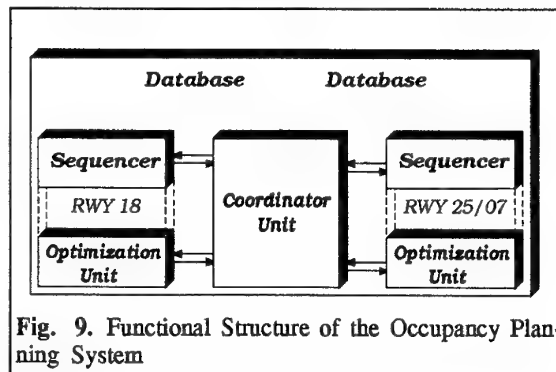 Database Database
Sequencer Sequencer
RWY 18 Coordinator Unit RWY 25/07
Optimization Unit Optimization Unit
Fig. 9. Functional Structure of the Occupancy Plan-
ning System